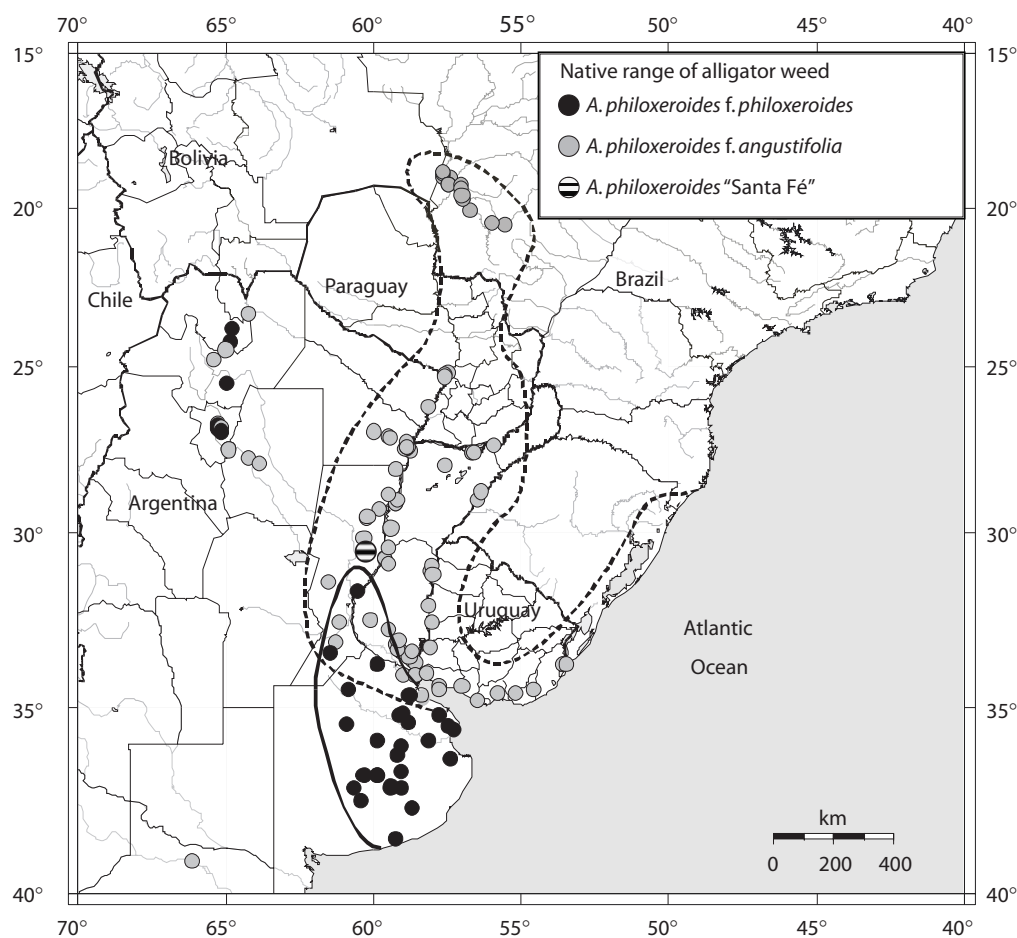 70° 65° 60° 55° 50° 45° 40°
15° 15°
Native range of alligator weed
A. philoxeroides f. philoxeroides
A. philoxeroides f. angustifolia
A. philoxeroides “Santa Fé”
Bolivia
20° 20°
Brazil
Paraguay
Chile
25° 25°
Argentina
30° 30°
Uruguay
Atlantic
Ocean
35° 35°
km
0 200 400
40° 40°
70° 65° 60° 55° 50° 45° 40°